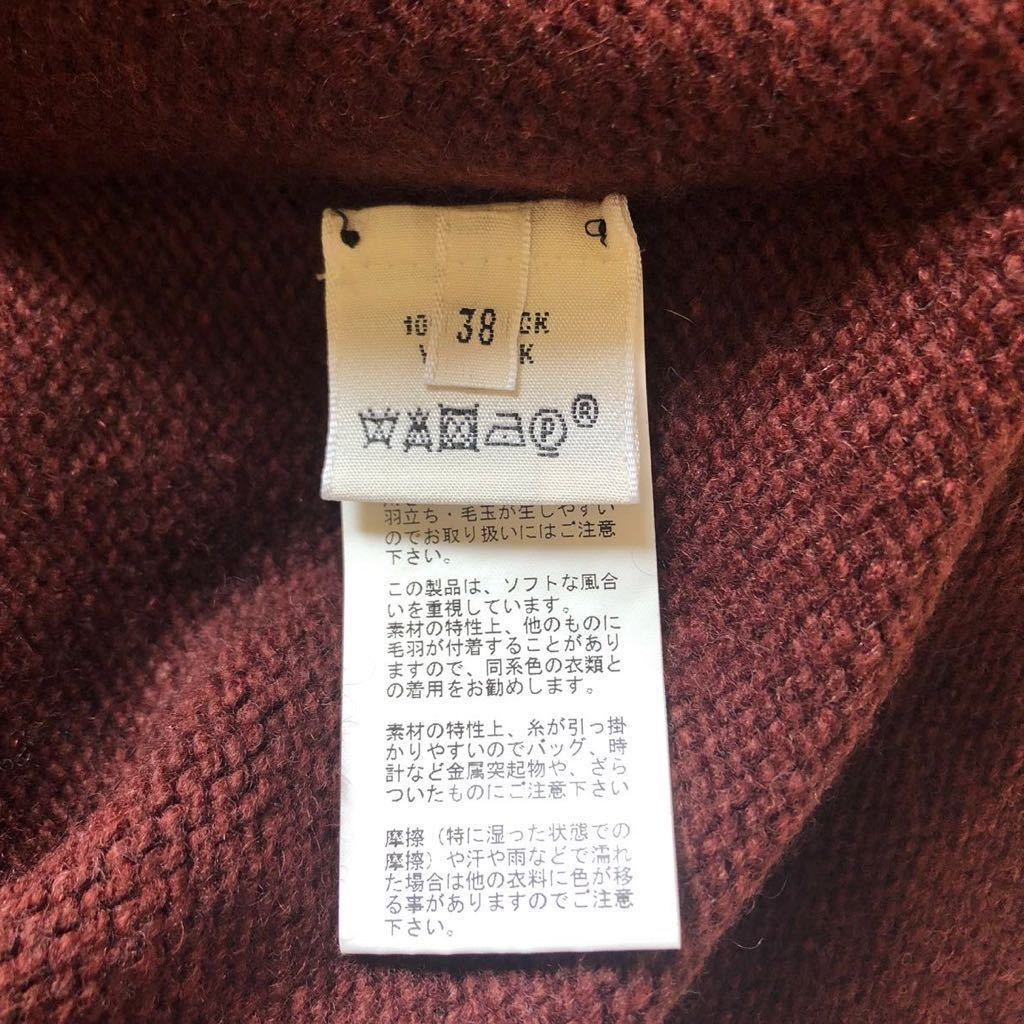 38
10 CK
K
®
羽立ち・毛玉が生しやすい
のでお取り扱いにはご注意
下さい。
この製品は、ソフトな風合
いを重視しています。
素材の特性上、他のものに
毛羽が付着することがあり
ますので、同系色の衣類と
の着用をお勧めします。
素材の特性上、糸が引っ掛
かりやすいのでバッグ、時
計など金属突起物や、ざら
ついたものにご注意下さい
摩擦（特に湿った状態での
摩擦）や汗や雨などで濡れ
た場合は他の衣料に色が移
る事がありますのでご注意
下さい。